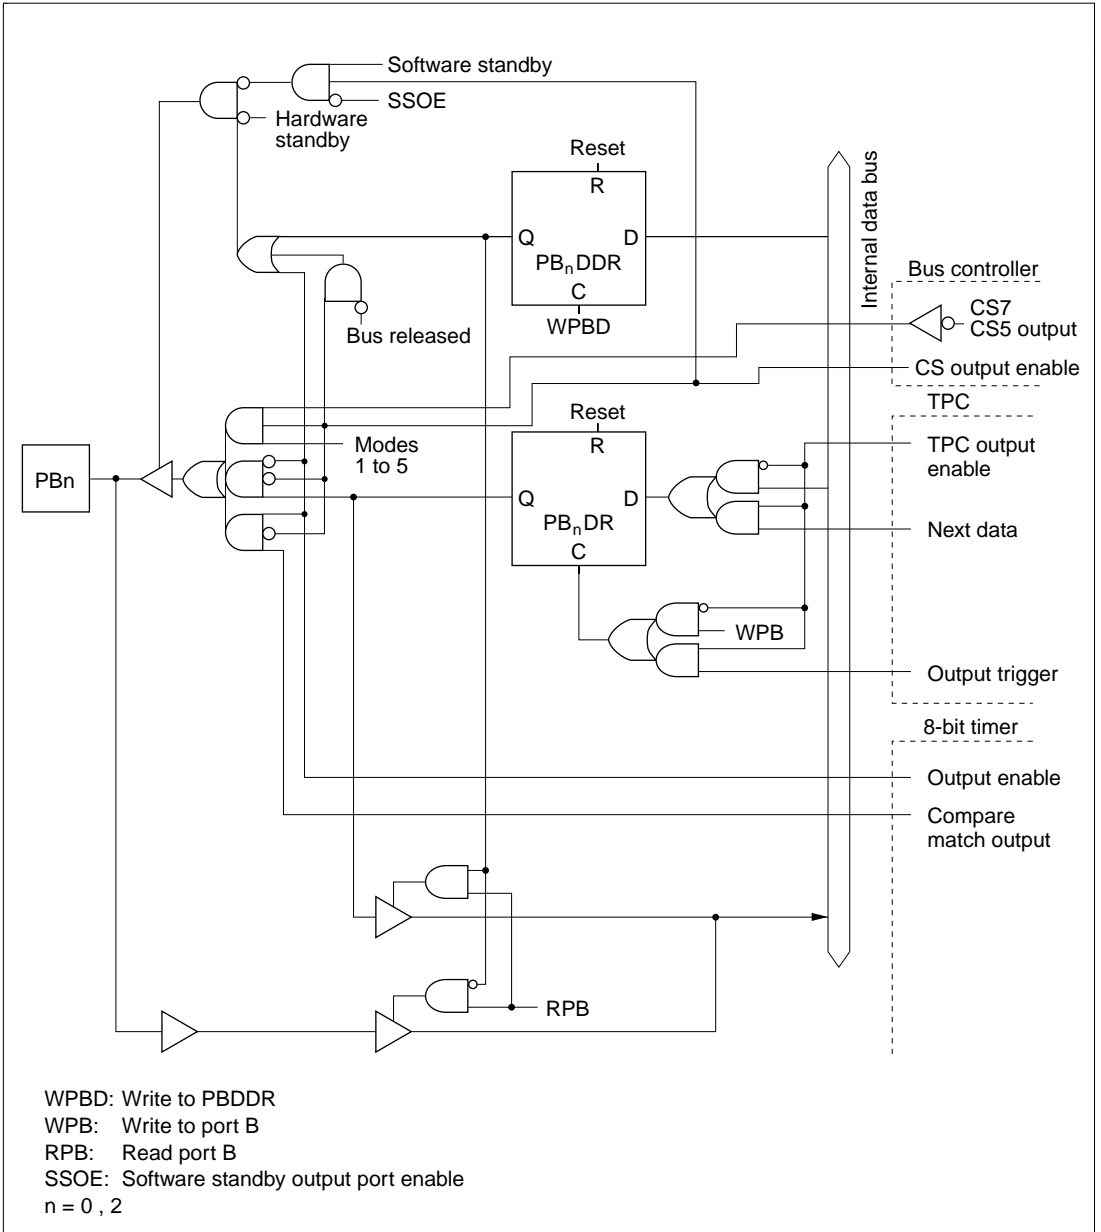 Software standby
SSOE
Hardware
standby
Reset
R
Q
D
PBnDDR
C
WPBD
Internal data bus
Bus controller
CS7
CS5 output
Bus released
CS output enable
TPC
Reset
R
Modes
1 to 5
TPC output
enable
PBn
Q
D
PBnDR
C
Next data
WPB
Output trigger
8-bit timer
Output enable
Compare
match output
RPB
WPBD: Write to PBDDR
WPB: Write to port B
RPB: Read port B
SSOE: Software standby output port enable
n = 0 , 2